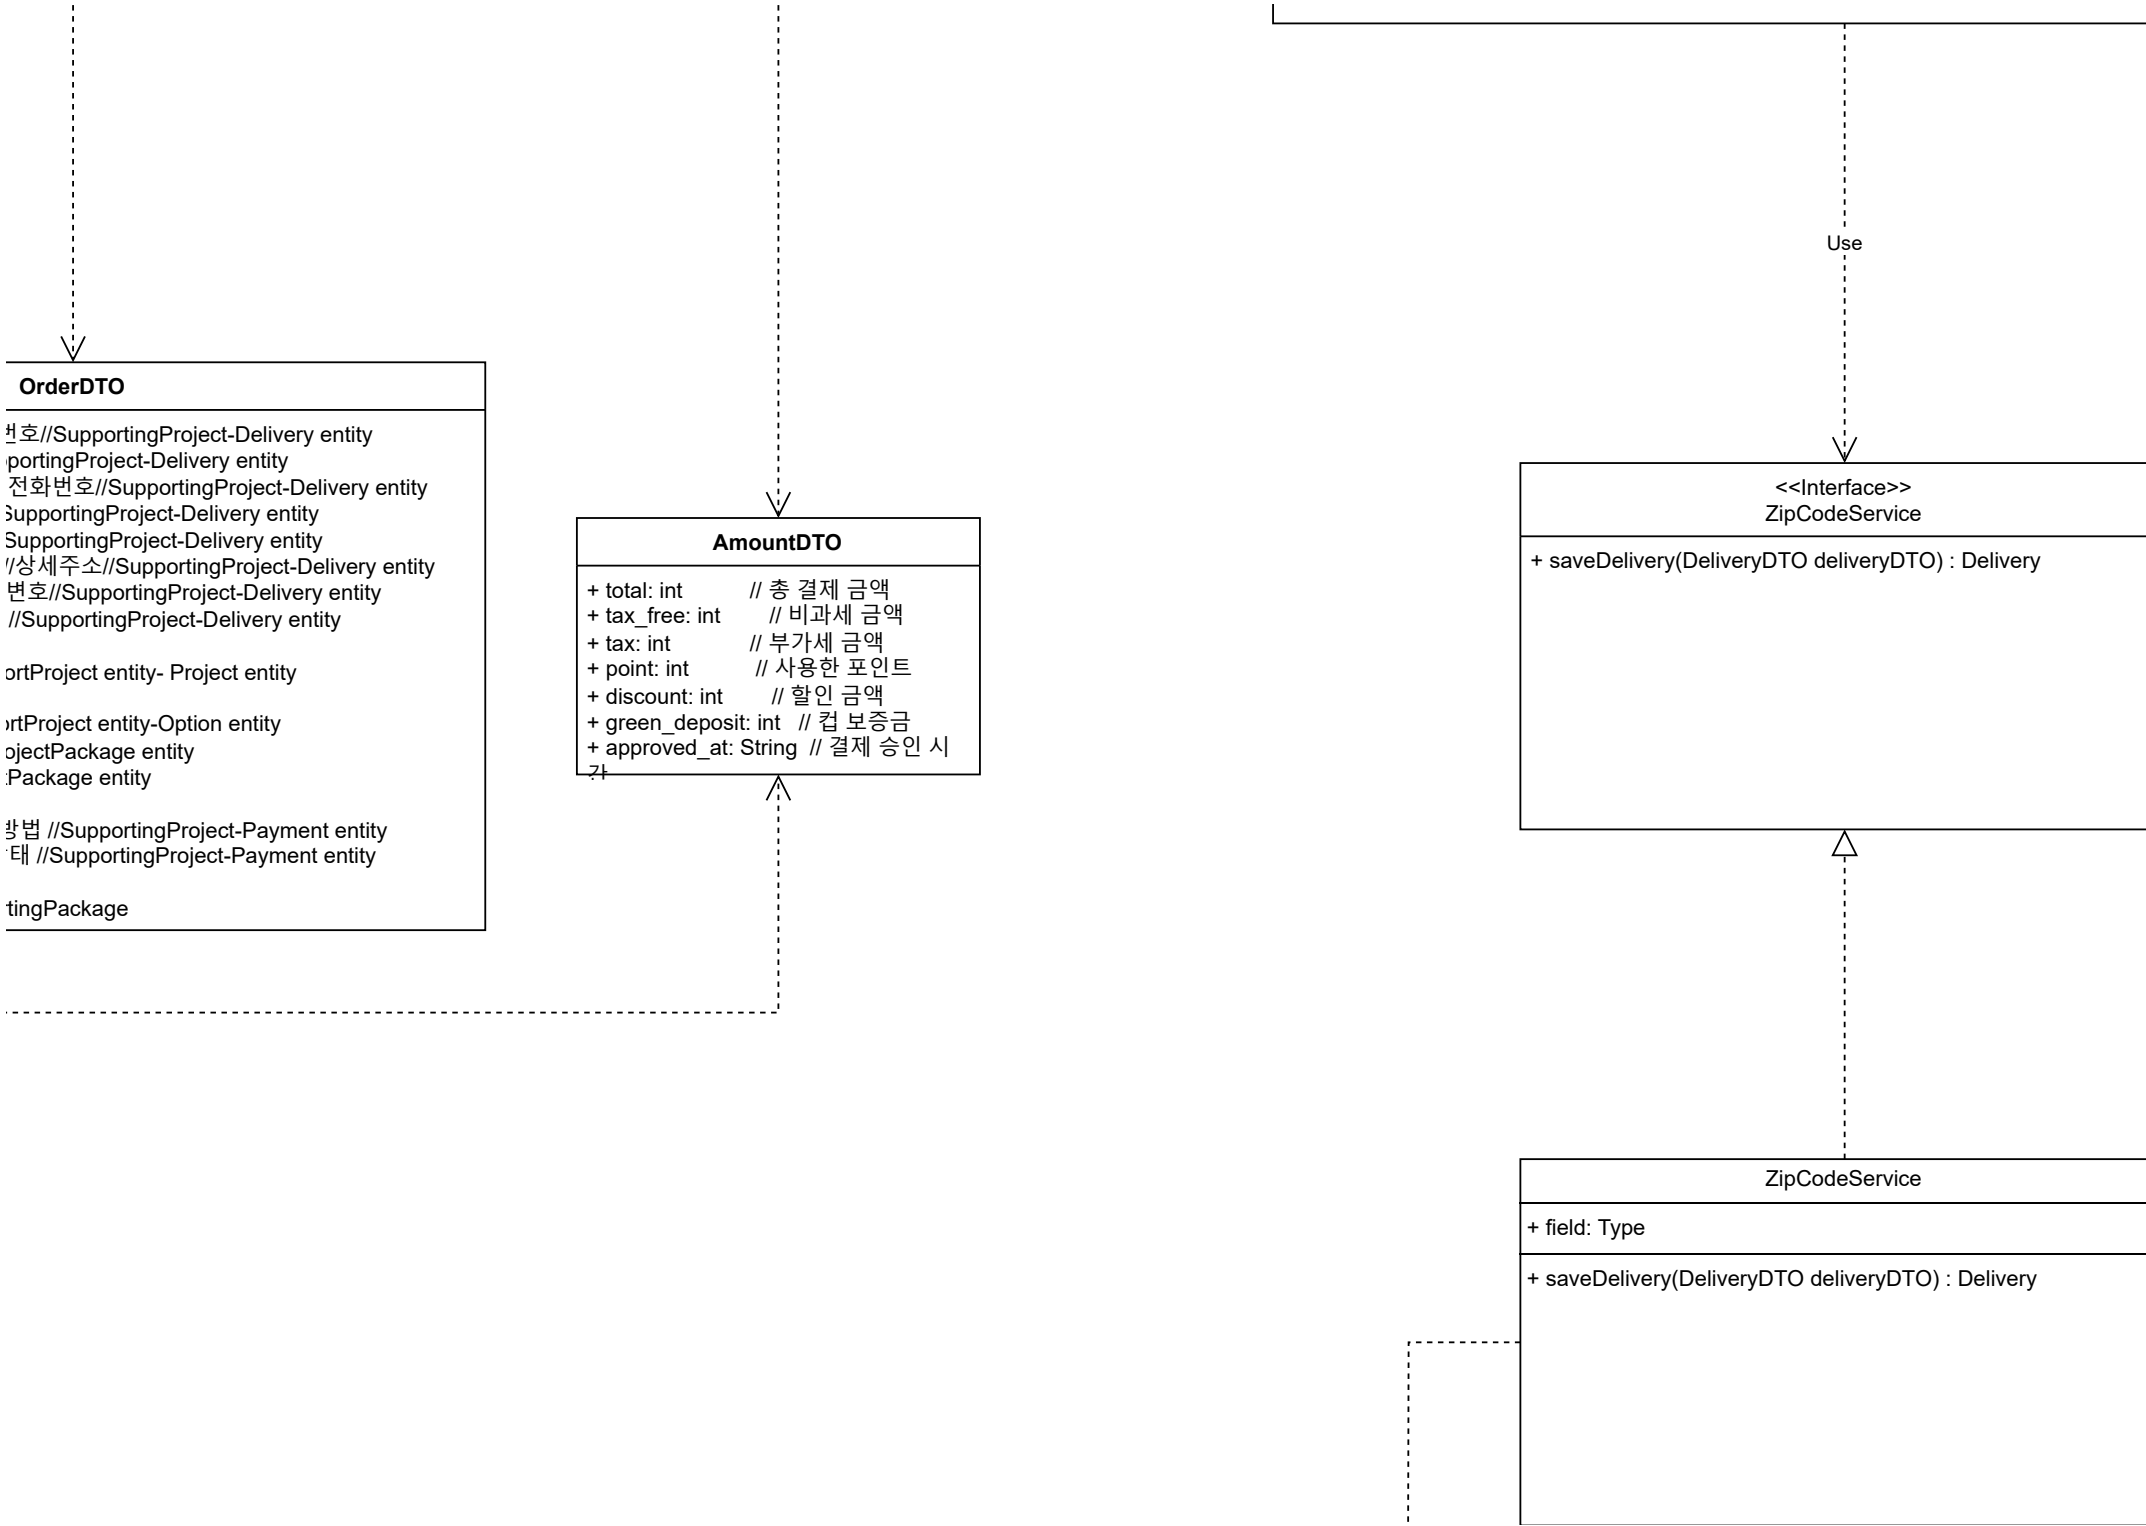 Use
OrderDTO
번호//SupportingProject-Delivery entity
portingProject-Delivery entity
전화번호//SupportingProject-Delivery entity
SupportingProject-Delivery entity
SupportingProject-Delivery entity
//상세주소//SupportingProject-Delivery entity
변호//SupportingProject-Delivery entity
//SupportingProject-Delivery entity
ortProject entity- Project entity
ortProject entity-Option entity
ojectPackage entity
Package entity
방법 //SupportingProject-Payment entity
태 //SupportingProject-Payment entity
tingPackage
AmountDTO
+ total: int // 총 결제 금액
+ tax_free: int // 비과세 금액
+ tax: int // 부가세 금액
+ point: int // 사용한 포인트
+ discount: int // 할인 금액
+ green_deposit: int // 컵 보증금
+ approved_at: String // 결제 승인 시
간
<<Interface>>
ZipCodeService
+ saveDelivery(DeliveryDTO deliveryDTO) : Delivery
ZipCodeService
+ field: Type
+ saveDelivery(DeliveryDTO deliveryDTO) : Delivery